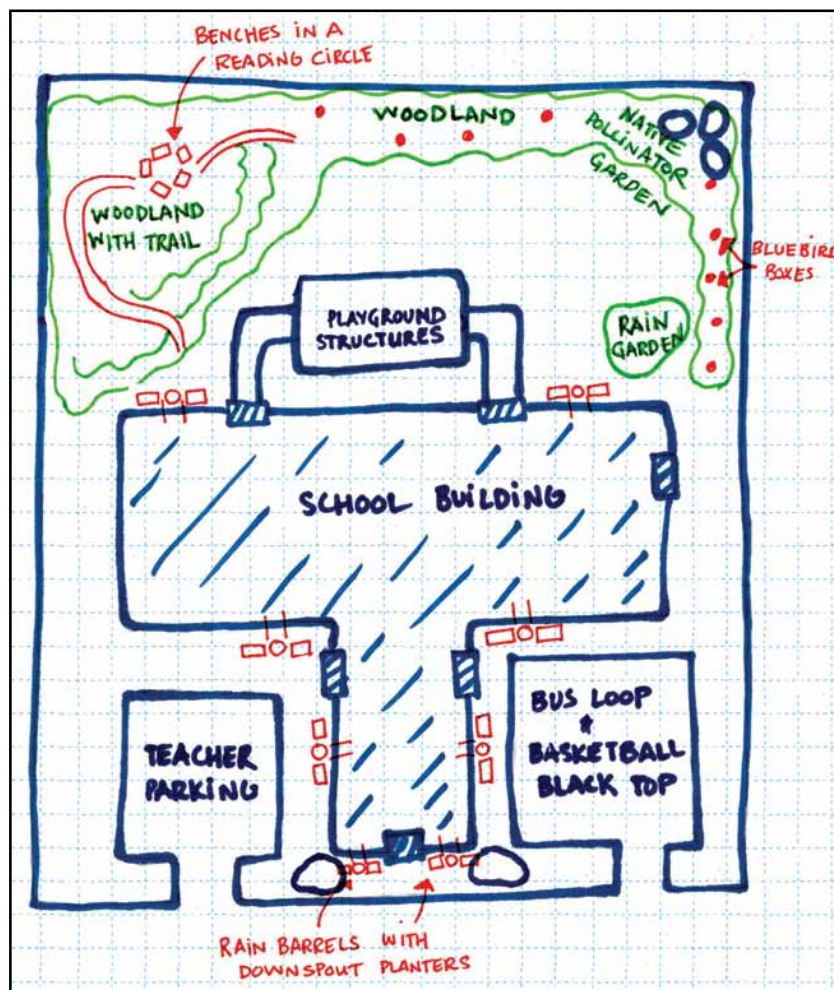 BENCHES IN A
READING CIRCLE
WOODLAND
NATIVE
POLLINATOR
GARDEN
WOODLAND
WITH TRAIL
BLUEBIRD
BOXES
PLAYGROUND
STRUCTURES
RAIN
GARDEN
SCHOOL BUILDING
TEACHER
PARKING
BUS LOOP
+
BASKETBALL
BLACK TOP
RAIN BARRELS WITH
DOWNSPOUT PLANTERS